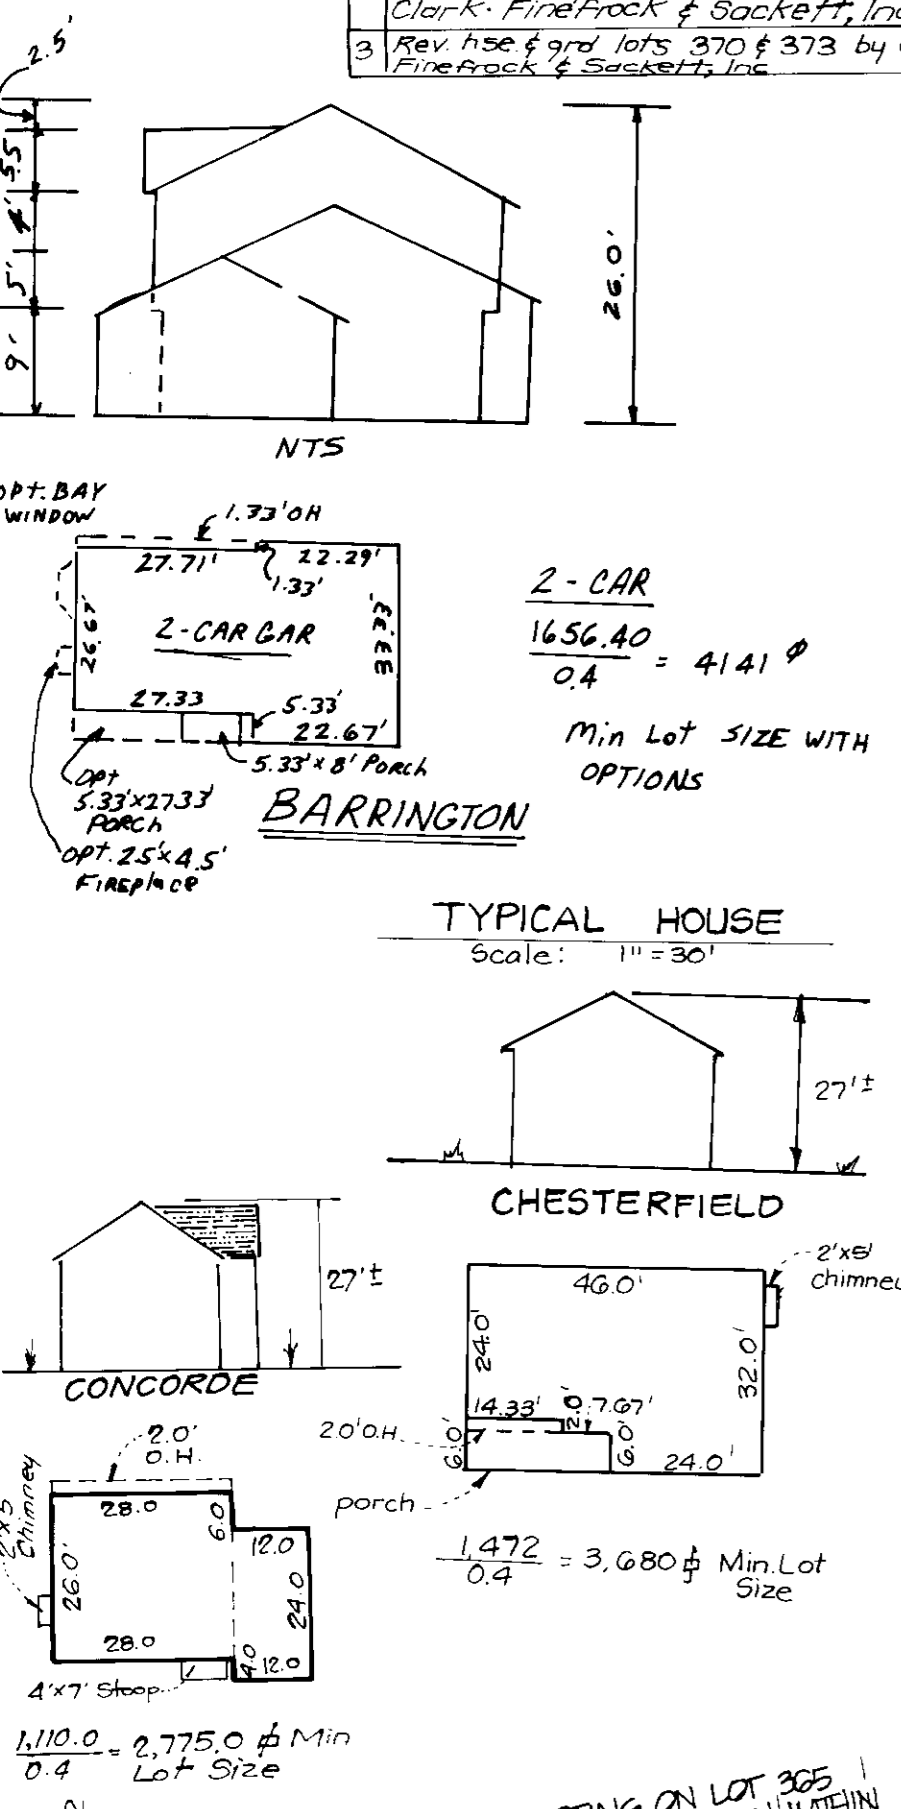 Clark. Finefrock & Sackett, Inc
3 Rev. hse. & grd lots 370 & 373 by
Finefrock & Sackett, Inc
2.5'
5.5
4'
5'
9'
26.0'
NTS
OPT. BAY
WINDOW
1.33' OH
27.71'
22.29'
1.33'
26.67'
2-CAR GAR
33.33'
27.33
5.33'
22.67'
5.33' x 8' PORCH
OPT
5.33' x 27.33'
PORCH
OPT. 2.5' x 4.5'
FIREPLACE
BARRINGTON
2-CAR
1656.40
0.4
= 4141 ⌀
Min Lot SIZE WITH
OPTIONS
TYPICAL HOUSE
Scale: 1" = 30'
27'±
CHESTERFIELD
27'±
CONCORDE
46.0'
2'x5'
chimney
24.0'
32.0'
14.33'
2.0'
7.67'
2.0' O.H.
6.0'
6.0'
24.0'
porch
1,472
0.4
= 3,680 ⌀ Min. Lot
Size
2.0'
O.H.
2'x5'
Chimney
28.0
6.0
12.0
26.0'
24.0
28.0
4.0
12.0
4'x7' Stoop
1,110.0
0.4
= 2,775.0 ⌀ Min
Lot Size
ON LOT 365